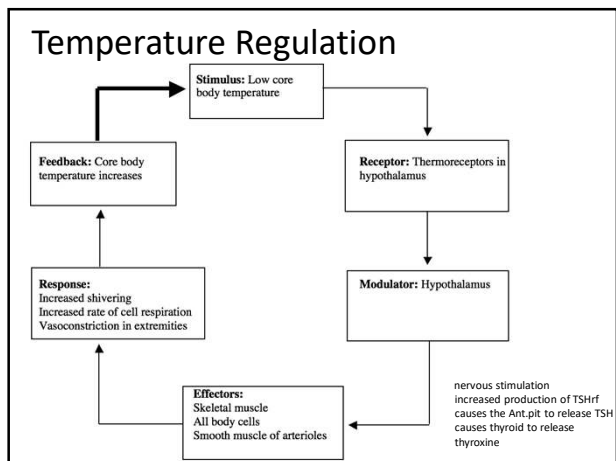 Temperature Regulation
Stimulus: Low core
body temperature
Receptor: Thermoreceptors in
hypothalamus
Modulator: Hypothalamus
nervous stimulation
increased production of TSHrf
causes the Ant.pit to release TSH
causes thyroid to release
thyroxine
Effectors:
Skeletal muscle
All body cells
Smooth muscle of arterioles
Response:
Increased shivering
Increased rate of cell respiration
Vasoconstriction in extremities
Feedback: Core body
temperature increases